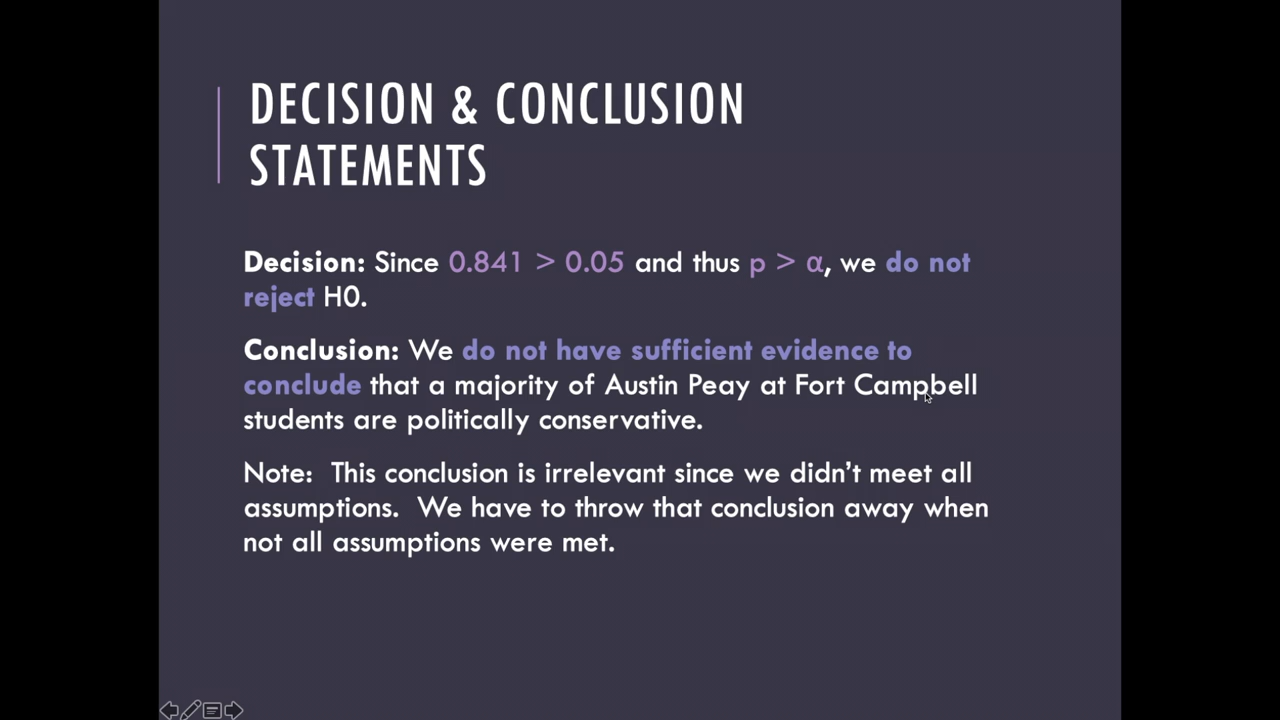 DECISION & CONCLUSION
STATEMENTS
Decision: Since 0.841 > 0.05 and thus p > α, we do not
reject H0.
Conclusion: We do not have sufficient evidence to
conclude that a majority of Austin Peay at Fort Campbell
students are politically conservative.
Note:  This conclusion is irrelevant since we didn’t meet all
assumptions.  We have to throw that conclusion away when
not all assumptions were met.